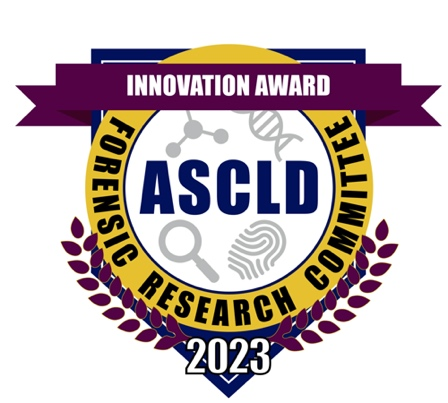 INNOVATION AWARD
ASCLD
FORENSIC RESEARCH COMMITTEE
2023